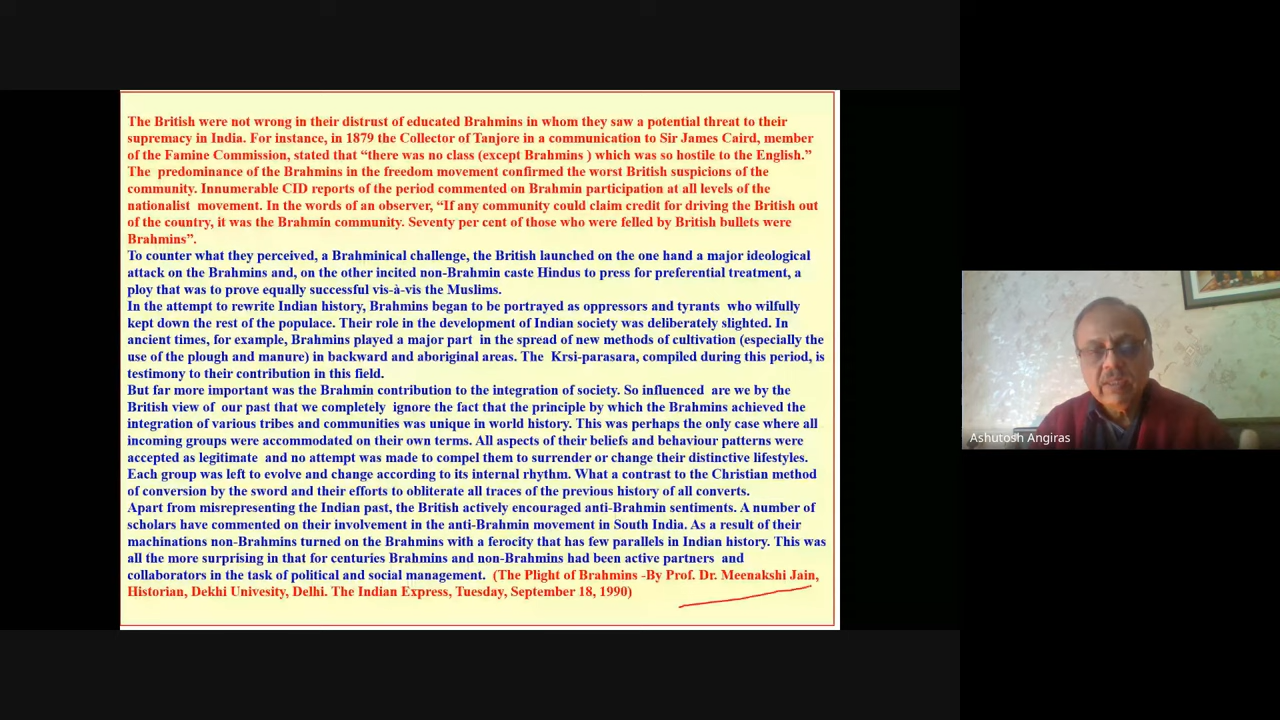 The British were not wrong in their distrust of educated Brahmins in whom they saw a potential threat to their
supremacy in India. For instance, in 1879 the Collector of Tanjore in a communication to Sir James Caird, member
of the Famine Commission, stated that “there was no class (except Brahmins ) which was so hostile to the English.”
The predominance of the Brahmins in the freedom movement confirmed the worst British suspicions of the
community. Innumerable CID reports of the period commented on Brahmin participation at all levels of the
nationalist movement. In the words of an observer, “If any community could claim credit for driving the British out
of the country, it was the Brahmin community. Seventy per cent of those who were felled by British bullets were
Brahmins”.
To counter what they perceived, a Brahminical challenge, the British launched on the one hand a major ideological
attack on the Brahmins and, on the other incited non-Brahmin caste Hindus to press for preferential treatment, a
ploy that was to prove equally successful vis-à-vis the Muslims.
In the attempt to rewrite Indian history, Brahmins began to be portrayed as oppressors and tyrants who wilfully
kept down the rest of the populace. Their role in the development of Indian society was deliberately slighted. In
ancient times, for example, Brahmins played a major part in the spread of new methods of cultivation (especially the
use of the plough and manure) in backward and aboriginal areas. The Krsi-parasara, compiled during this period, is
testimony to their contribution in this field.
But far more important was the Brahmin contribution to the integration of society. So influenced are we by the
British view of our past that we completely ignore the fact that the principle by which the Brahmins achieved the
integration of various tribes and communities was unique in world history. This was perhaps the only case where all
incoming groups were accommodated on their own terms. All aspects of their beliefs and behaviour patterns were
accepted as legitimate and no attempt was made to compel them to surrender or change their distinctive lifestyles.
Each group was left to evolve and change according to its internal rhythm. What a contrast to the Christian method
of conversion by the sword and their efforts to obliterate all traces of the previous history of all converts.
Apart from misrepresenting the Indian past, the British actively encouraged anti-Brahmin sentiments. A number of
scholars have commented on their involvement in the anti-Brahmin movement in South India. As a result of their
machinations non-Brahmins turned on the Brahmins with a ferocity that has few parallels in Indian history. This was
all the more surprising in that for centuries Brahmins and non-Brahmins had been active partners and
collaborators in the task of political and social management. (The Plight of Brahmins -By Prof. Dr. Meenakshi Jain,
Historian, Dekhi Univesity, Delhi. The Indian Express, Tuesday, September 18, 1990)
Ashutosh Angiras